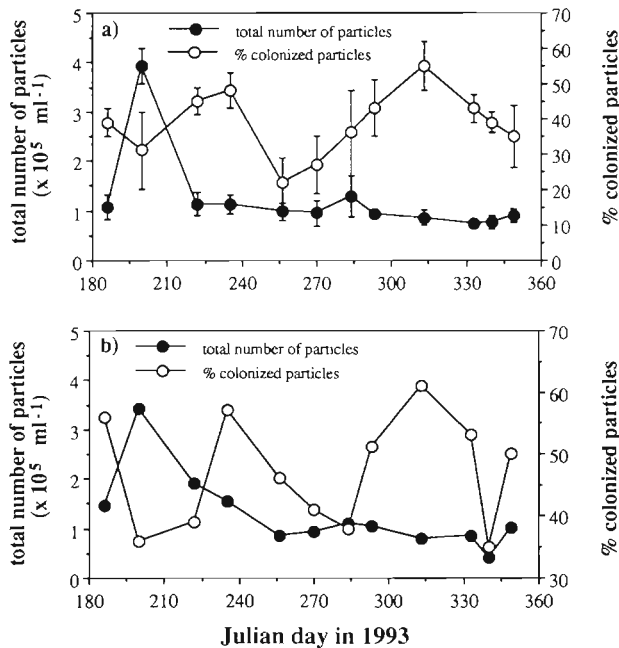 a)
total number of particles
% colonized particles
total number of particles
(x 10⁵ ml⁻¹)
5
4
3
2
1
0
% colonized particles
70
60
50
40
30
20
10
0
180 210 240 270 300 330 360
b)
total number of particles
% colonized particles
total number of particles
(x 10⁵ ml⁻¹)
5
4
3
2
1
0
% colonized particles
70
60
50
40
30
180 210 240 270 300 330 360
Julian day in 1993